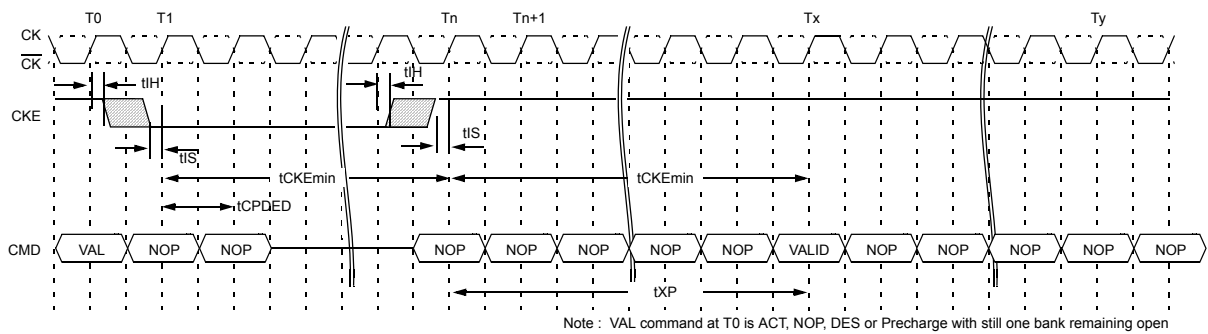 T0 T1 Tn Tn+1 Tx Ty
CK
CK
tIH tIH
CKE
tIS tIS
tCKEmin tCKEmin
tCPDED
CMD VAL NOP NOP NOP NOP NOP NOP NOP VALID NOP NOP NOP NOP NOP
tXP
Note : VAL command at T0 is ACT, NOP, DES or Precharge with still one bank remaining open